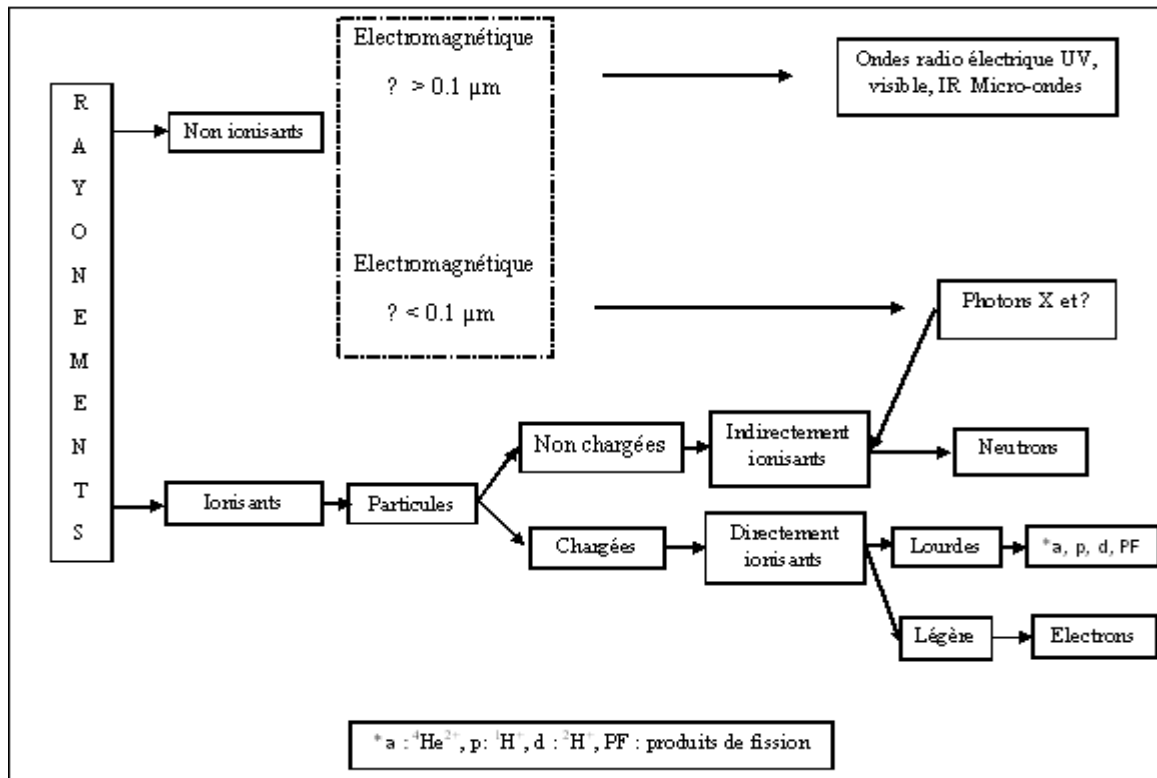 RAYONEMENTS
Electromagnétique
? > 0.1 µm
Ondes radio électrique UV,
visible, IR Micro-ondes
Non ionisants
Electromagnétique
? < 0.1 µm
Photons X et ?
Non chargées
Indirectement
ionisants
Neutrons
Ionisants
Particules
Chargées
Directement
ionisants
Lourdes
*a, p, d, PF
Légère
Electrons
*a : ⁴He²⁺, p: ¹H⁺, d : ²H⁺, PF : produits de fission